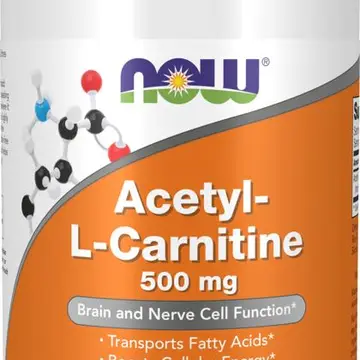 now
Acetyl-
L-Carnitine
500 mg
Brain and Nerve Cell Function*
• Transports Fatty Acids*